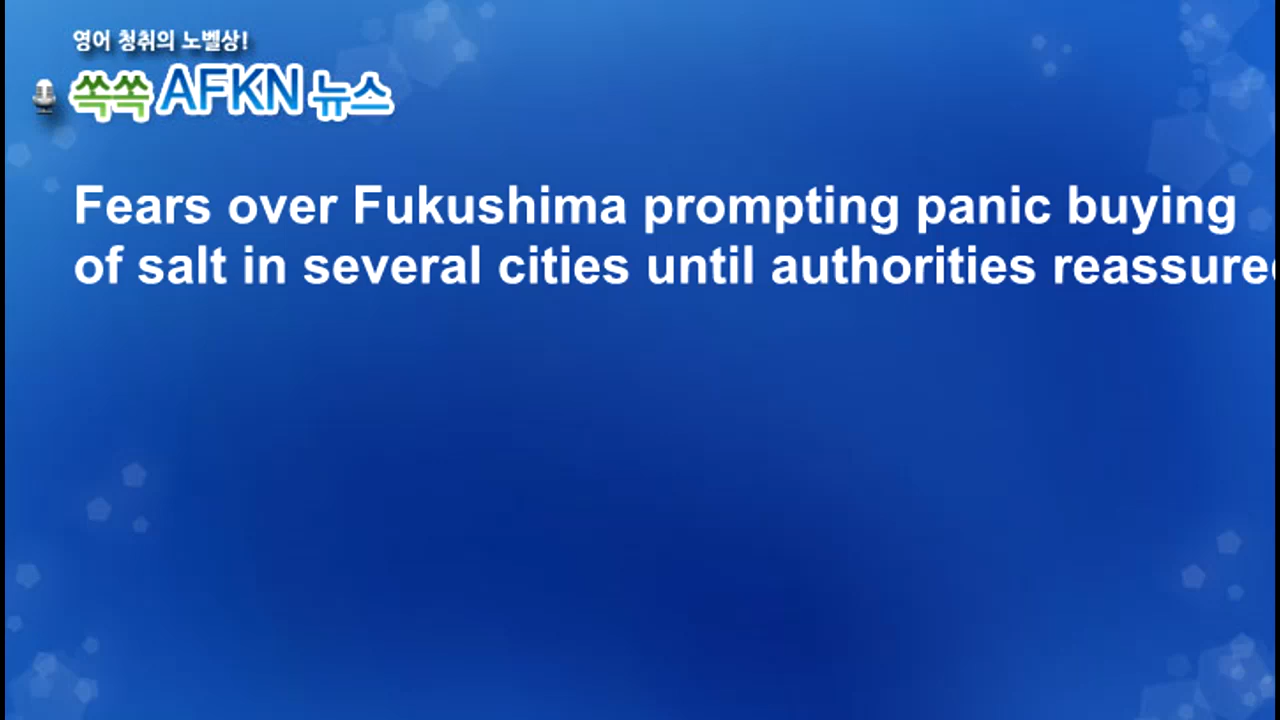 영어 청취의 노벨상!
쏙쏙 AFKN 뉴스
Fears over Fukushima prompting panic buying
of salt in several cities until authorities reassured